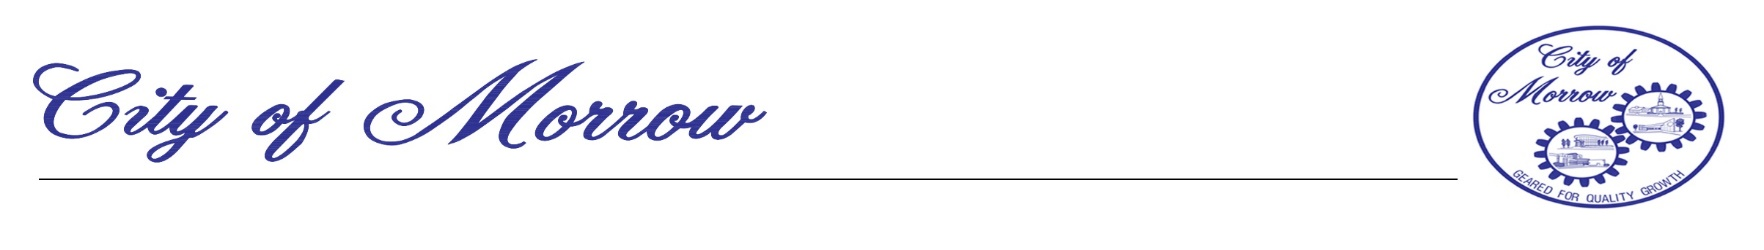 City of Morrow
City of
Morrow
GEARED FOR QUALITY GROWTH